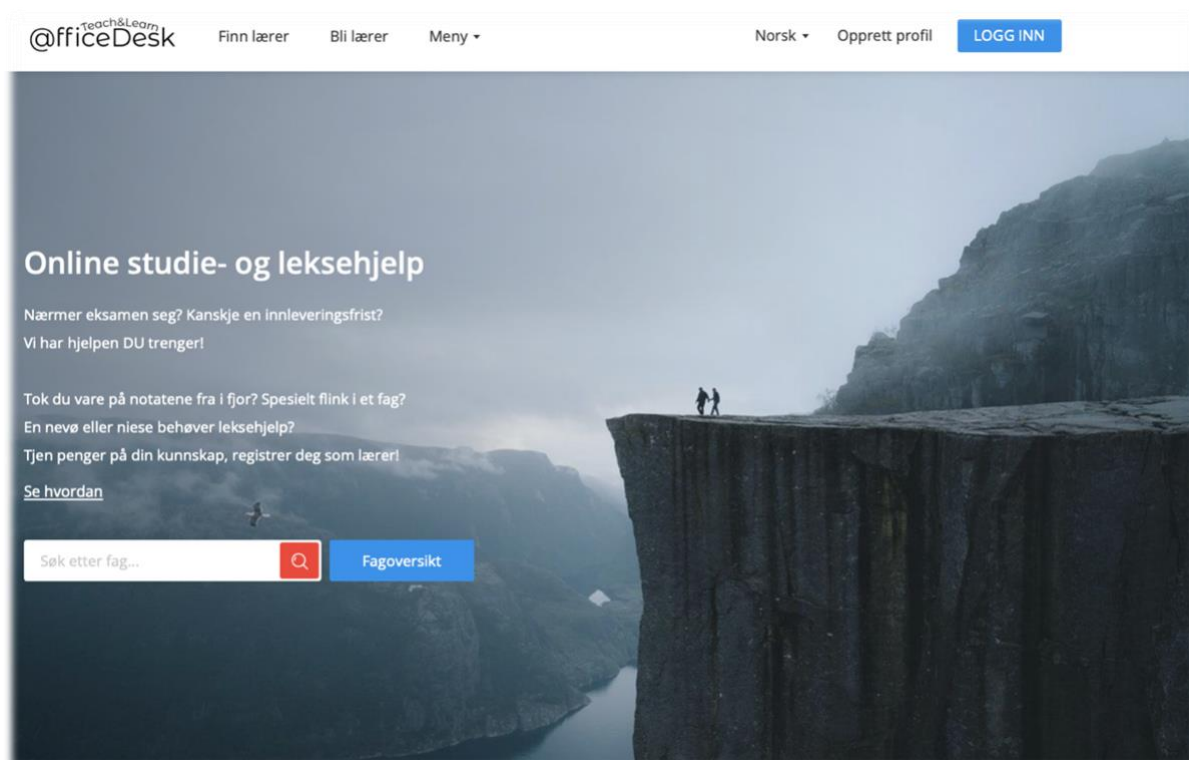 Teach&Learn
@fficeDesk
Finn lærer
Bli lærer
Meny
Norsk
Opprett profil
LOGG INN
Online studie- og leksehjelp
Nærmer eksamen seg? Kanskje en innleveringsfrist?
Vi har hjelpen DU trenger!
Tok du vare på notatene fra i fjor? Spesielt flink i et fag?
En nevø eller niese behøver leksehjelp?
Tjen penger på din kunnskap, registrer deg som lærer!
Se hvordan
Søk etter fag...
Fagoversikt